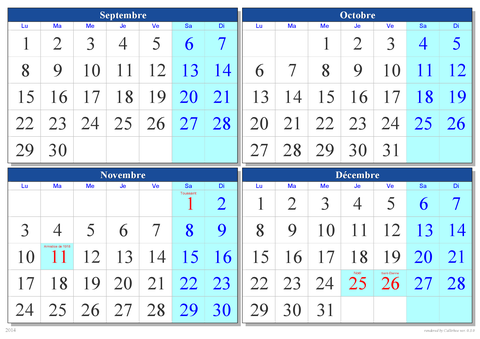 Septembre
Lu Ma Me Je Ve Sa Di
1 2 3 4 5 6 7
8 9 10 11 12 13 14
15 16 17 18 19 20 21
22 23 24 25 26 27 28
29 30
Octobre
Lu Ma Me Je Ve Sa Di
1 2 3 4 5
6 7 8 9 10 11 12
13 14 15 16 17 18 19
20 21 22 23 24 25 26
27 28 29 30 31
Novembre
Lu Ma Me Je Ve Sa Di
Toussaint
1 2
3 4 5 6 7 8 9
Armistice de 1918
10 11 12 13 14 15 16
17 18 19 20 21 22 23
24 25 26 27 28 29 30
Décembre
Lu Ma Me Je Ve Sa Di
1 2 3 4 5 6 7
8 9 10 11 12 13 14
15 16 17 18 19 20 21
Noël
22 23 24 25 26 27 28
29 30 31
2014